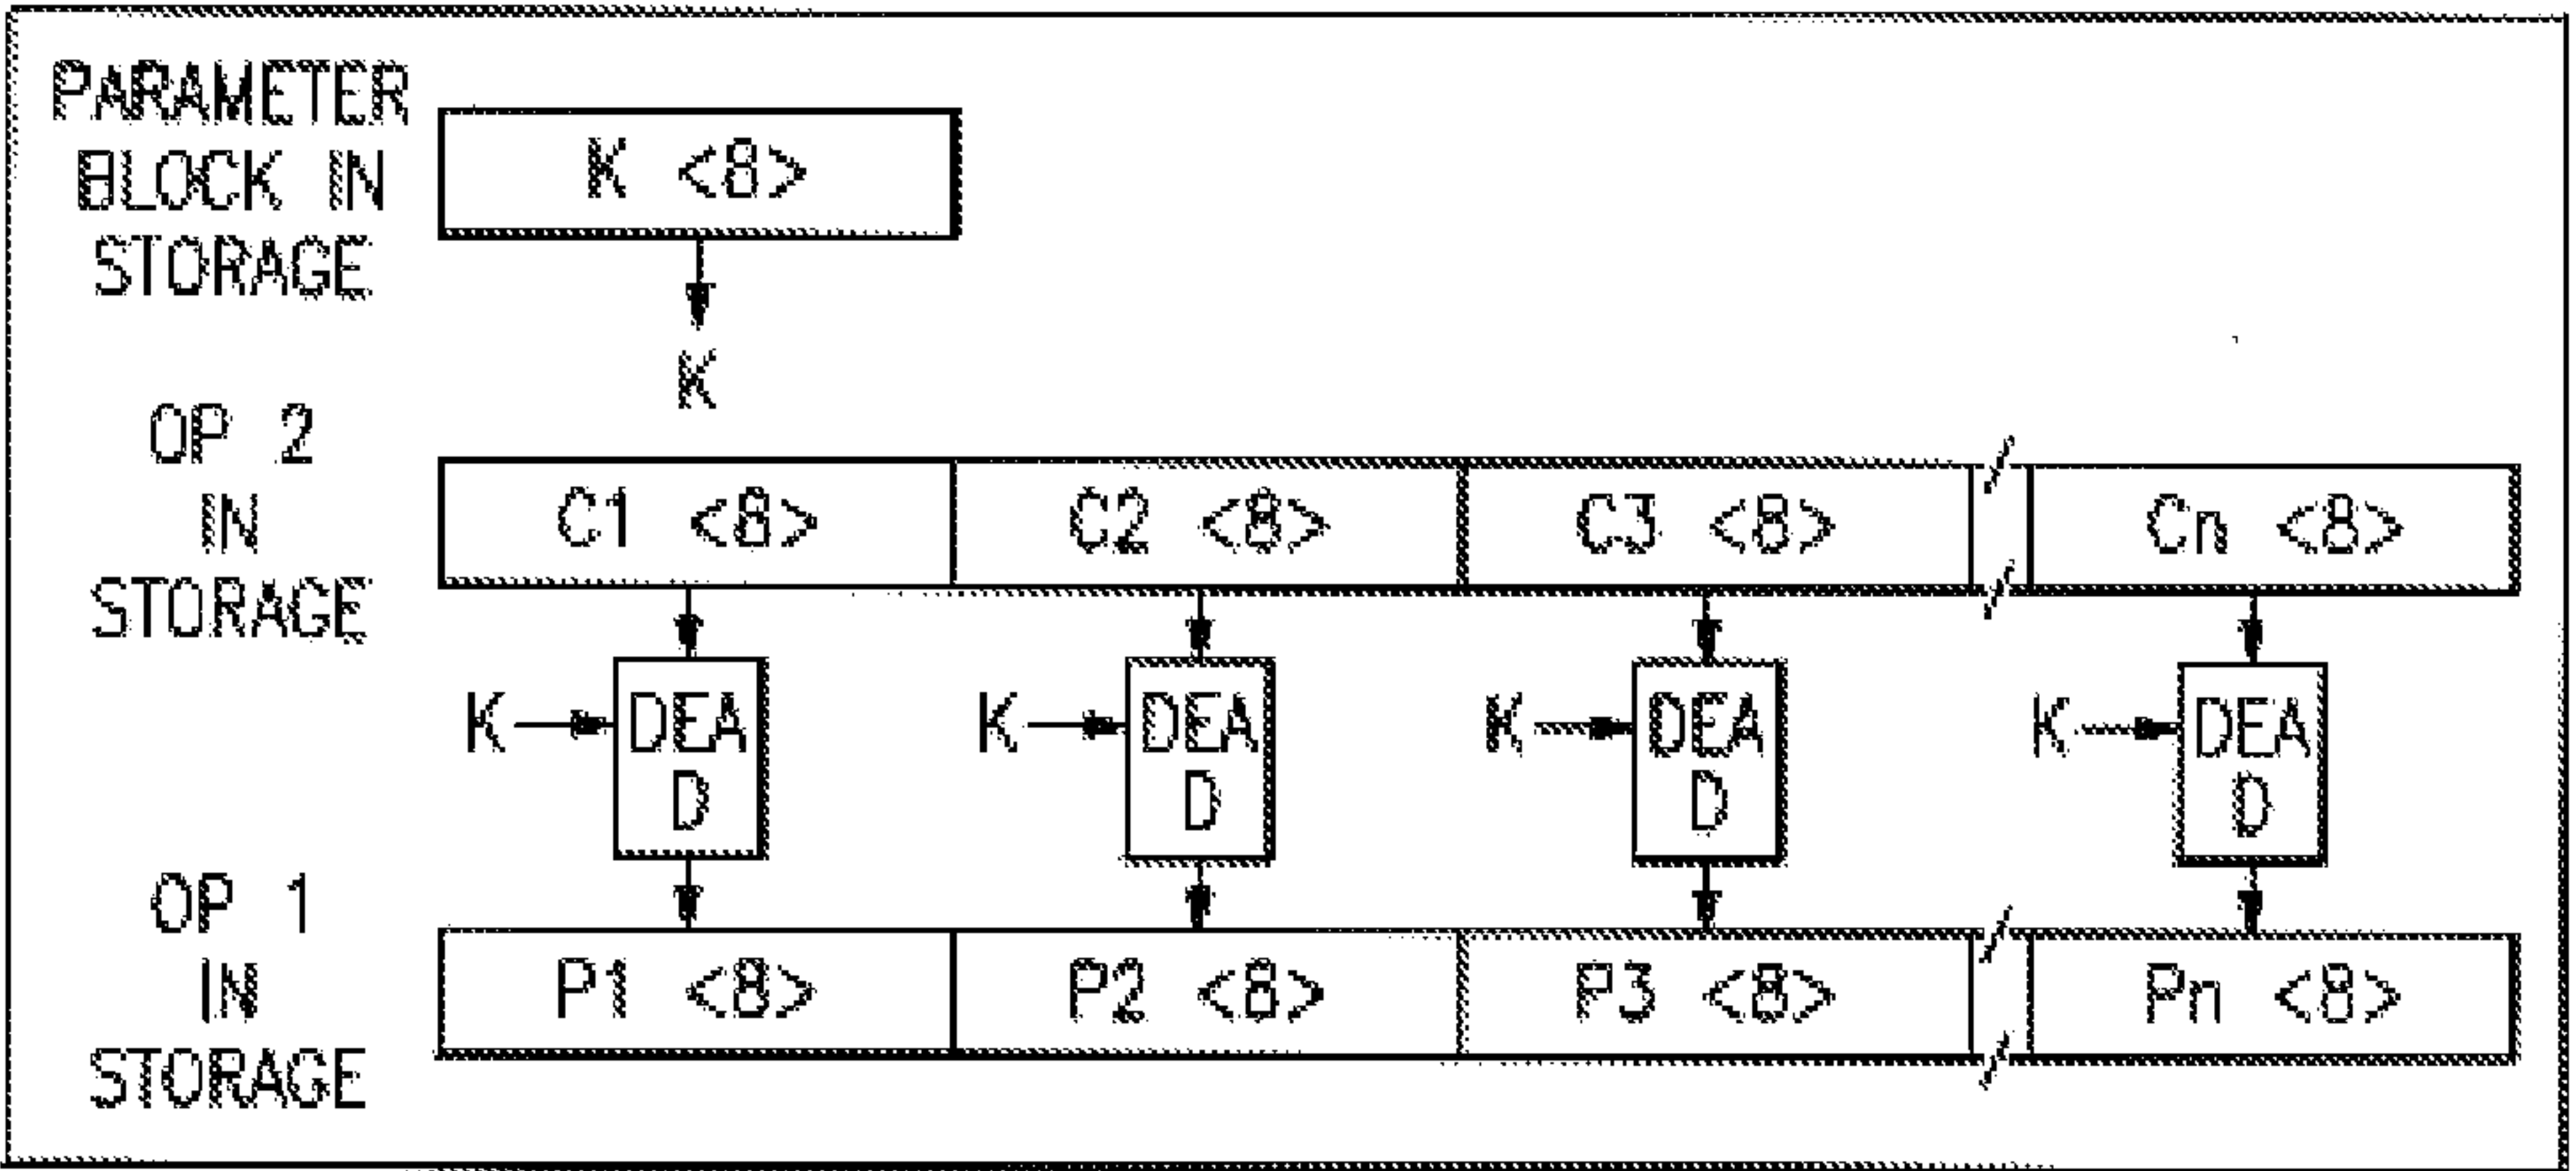 PARAMETER
BLOCK IN
STORAGE
K <8>
K
OP 2
IN
STORAGE
C1 <8> C2 <8> C3 <8> Cn <8>
K DEA K DEA K DEA K DEA
D D D D
OP 1
IN
STORAGE
P1 <8> P2 <8> P3 <8> Pn <8>